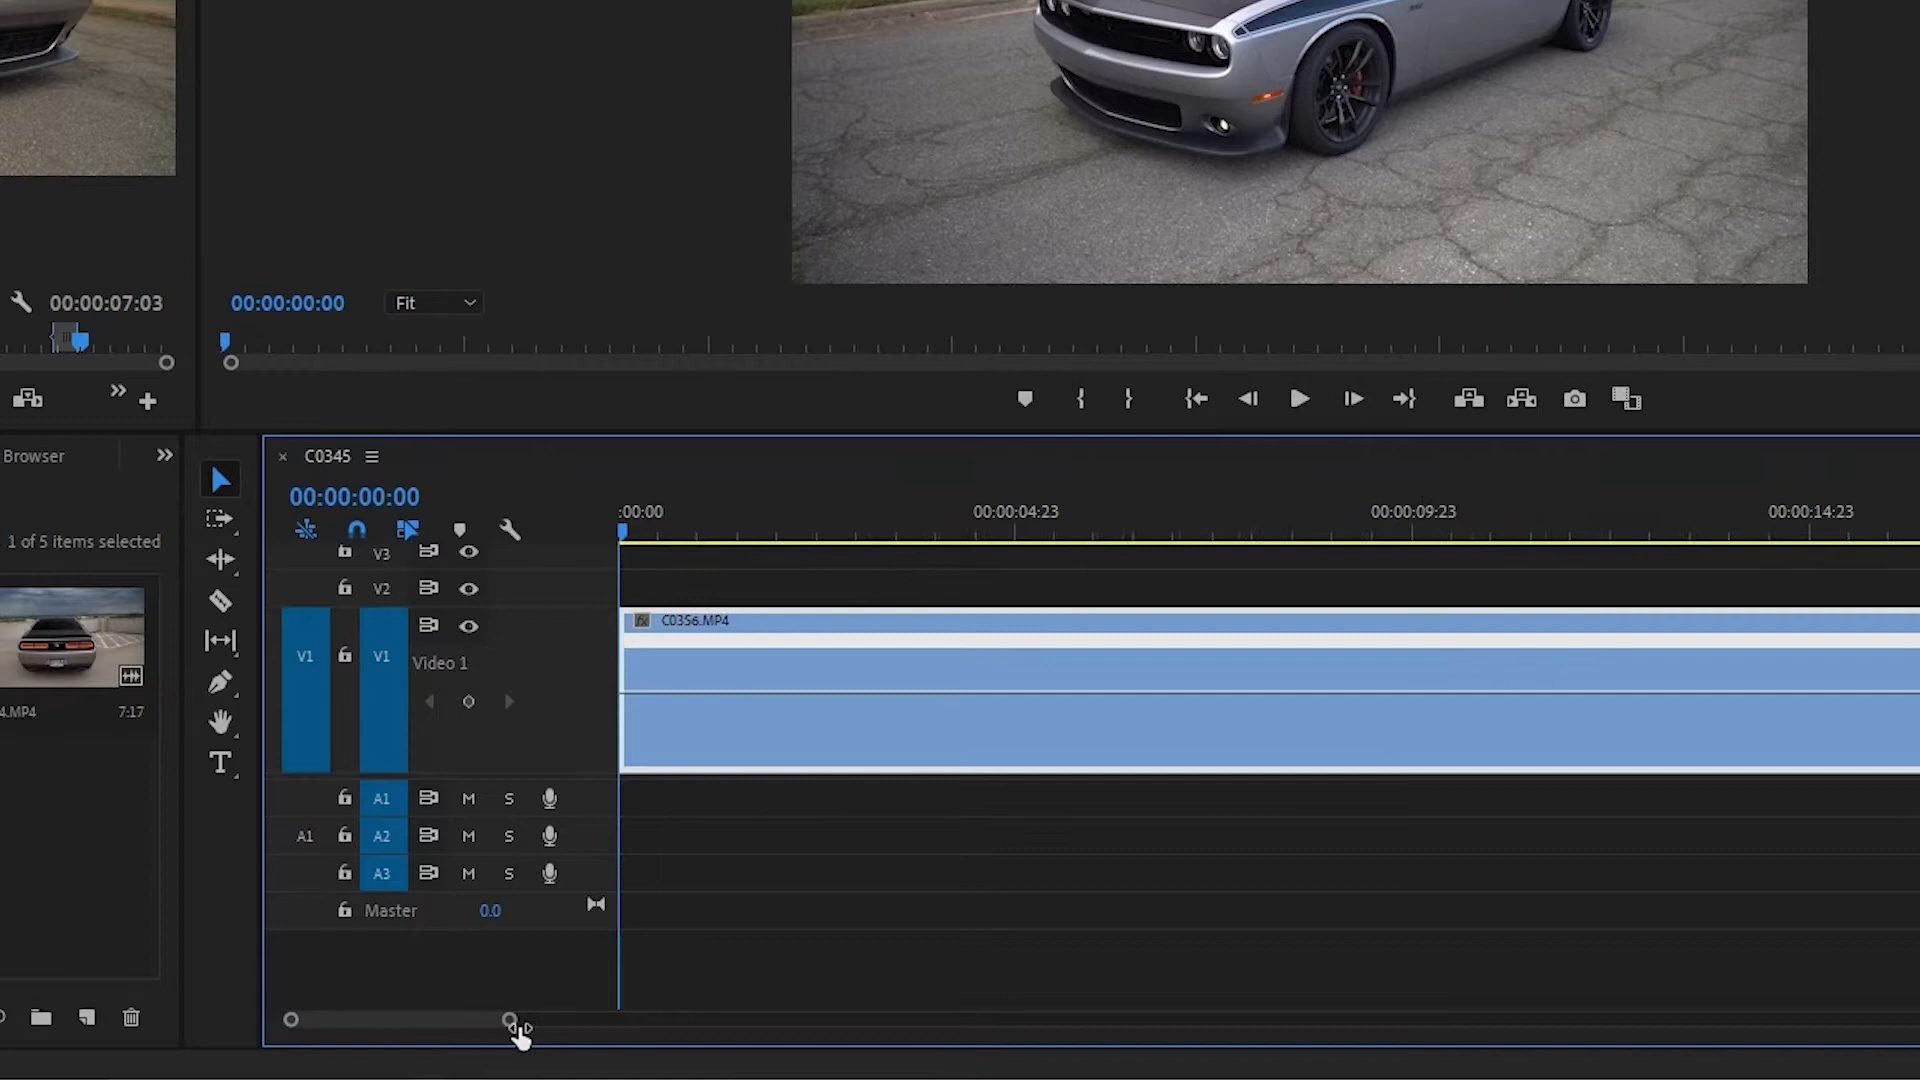 00:00:07:03
00:00:00:00
Fit
Browser
C0345
00:00:00:00
:00:00
00:00:04:23
00:00:09:23
00:00:14:23
1 of 5 items selected
V3
V2
fx
C0356.MP4
V1
V1
Video 1
4.MP4
7:17
T
A1
M
S
A1
A2
M
S
A3
M
S
Master
0.0